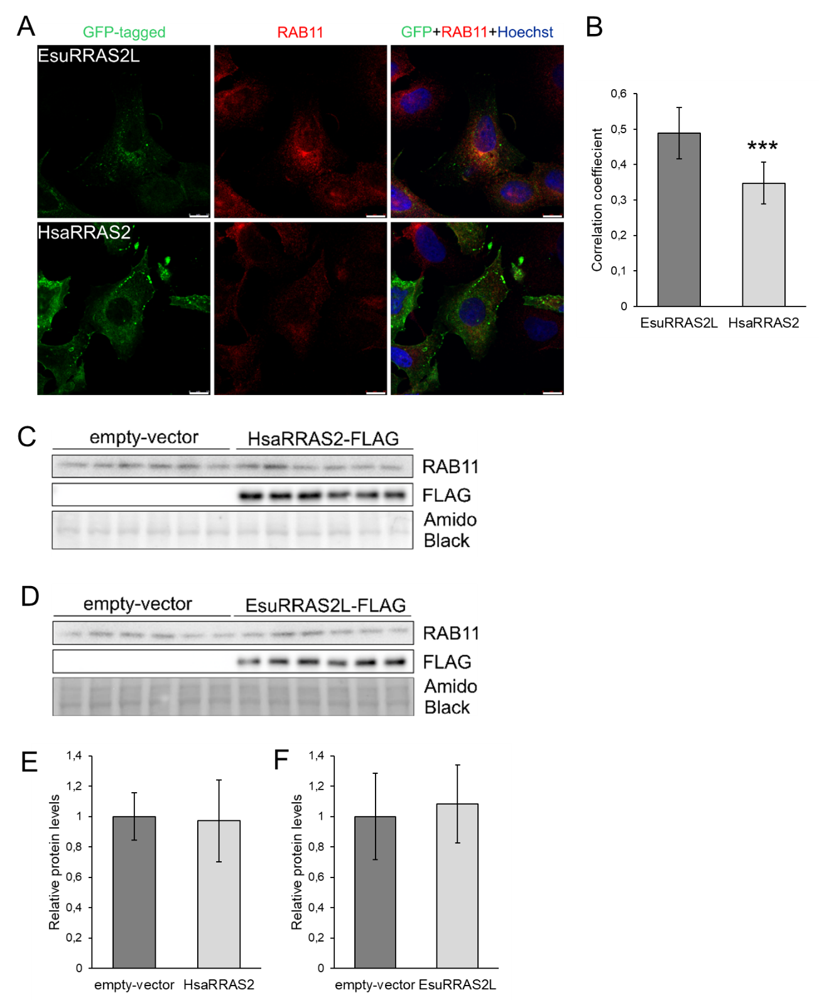 A
GFP-tagged
RAB11
GFP+RAB11+Hoechst
EsuRRAS2L
HsaRRAS2
B
0,6
0,5
0,4
0,3
0,2
0,1
0
Correlation coeffiecient
***
EsuRRAS2L
HsaRRAS2
C
empty-vector
HsaRRAS2-FLAG
RAB11
FLAG
Amido
Black
D
empty-vector
EsuRRAS2L-FLAG
RAB11
FLAG
Amido
Black
E
1,4
1,2
1
0,8
0,6
0,4
0,2
0
Relative protein levels
empty-vector
HsaRRAS2
F
1,4
1,2
1
0,8
0,6
0,4
0,2
0
Relative protein levels
empty-vector
EsuRRAS2L